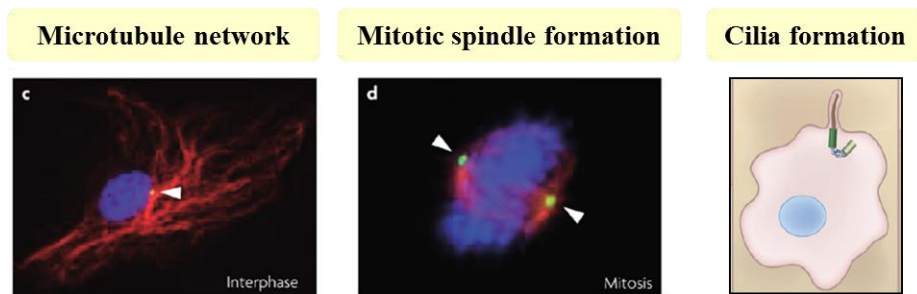 Microtubule network
Mitotic spindle formation
Cilia formation
c
d
Interphase
Mitosis